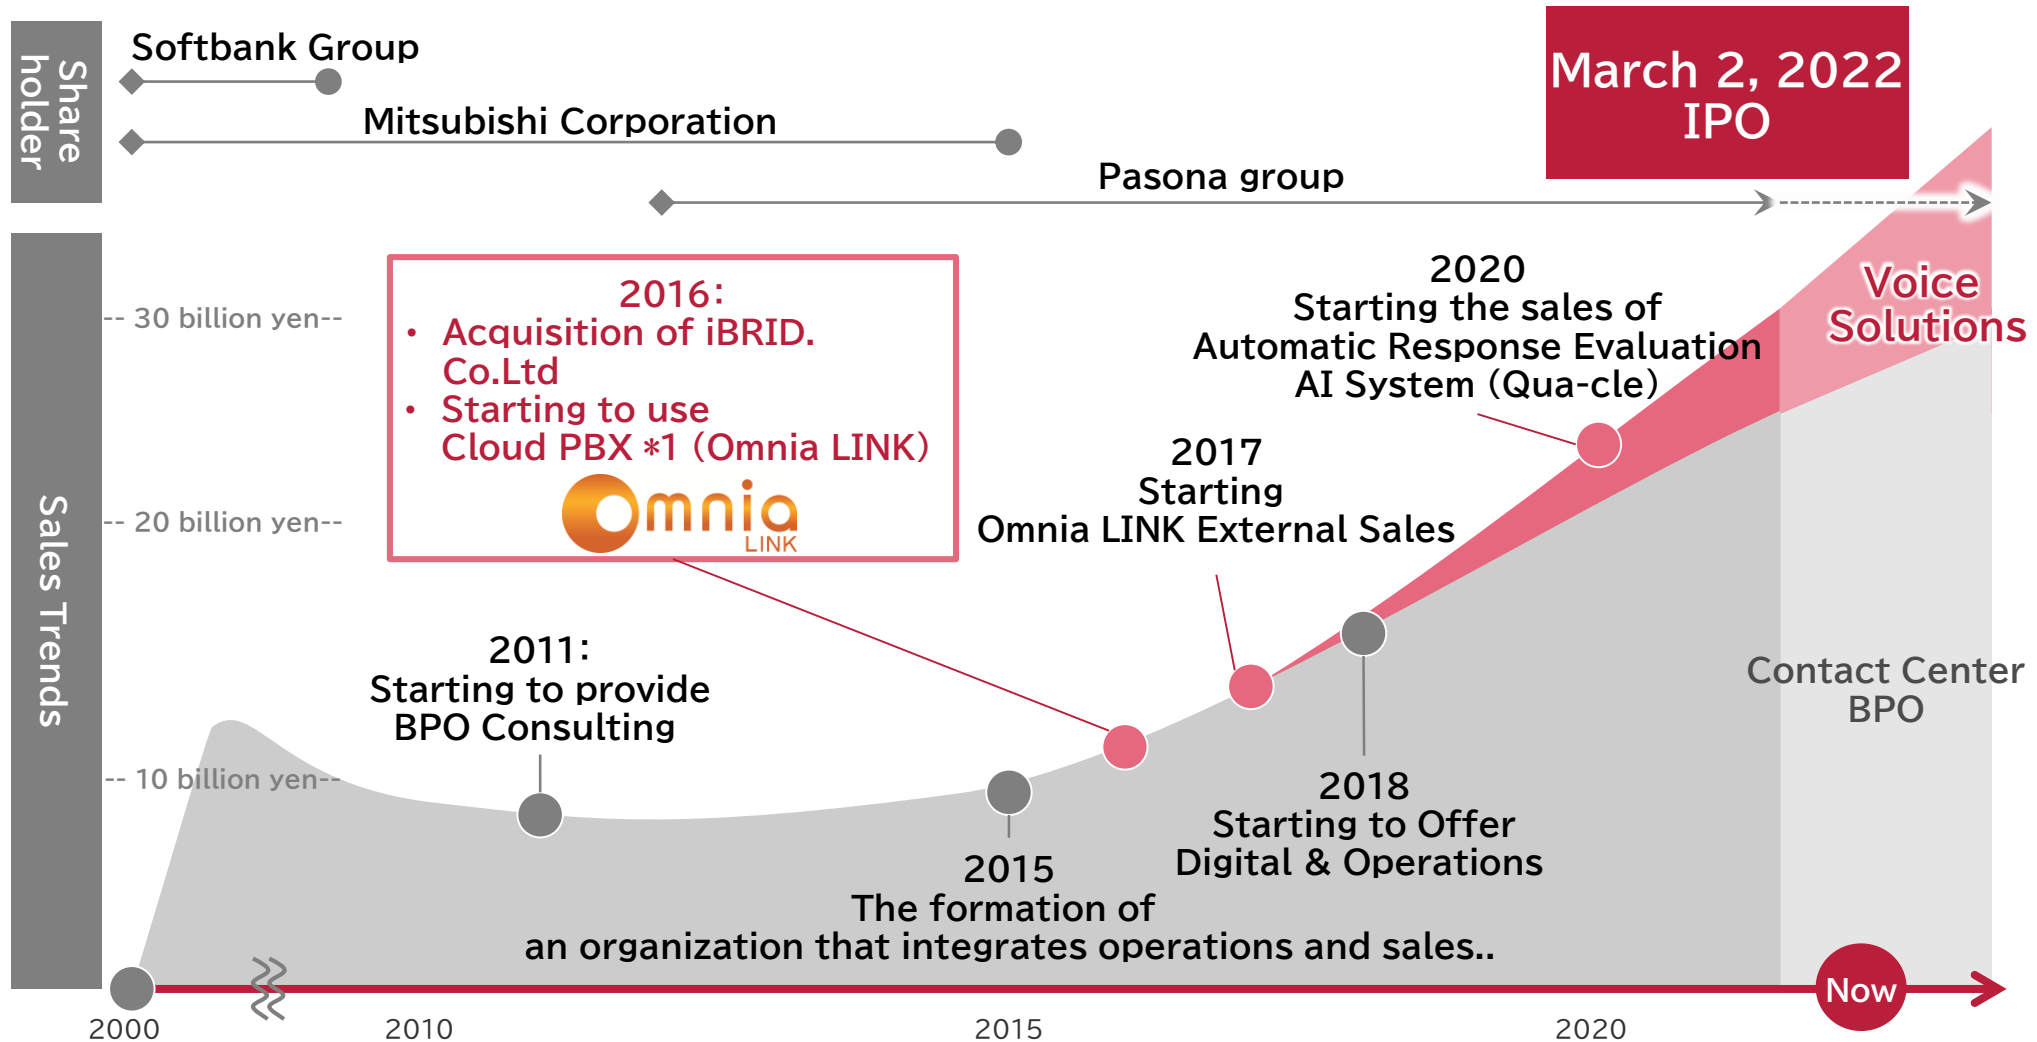 Share
holder
Softbank Group
Mitsubishi Corporation
Pasona group
March 2, 2022
IPO
Sales Trends
-- 30 billion yen--
-- 20 billion yen--
-- 10 billion yen--
2016:
• Acquisition of iBRID.
Co.Ltd
• Starting to use
Cloud PBX *1 (Omnia LINK)
Omnia
LINK
2011:
Starting to provide
BPO Consulting
2015
The formation of
an organization that integrates operations and sales..
2017
Starting
Omnia LINK External Sales
2018
Starting to Offer
Digital & Operations
2020
Starting the sales of
Automatic Response Evaluation
AI System (Qua-cle)
Voice
Solutions
Contact Center
BPO
Now
2000
2010
2015
2020